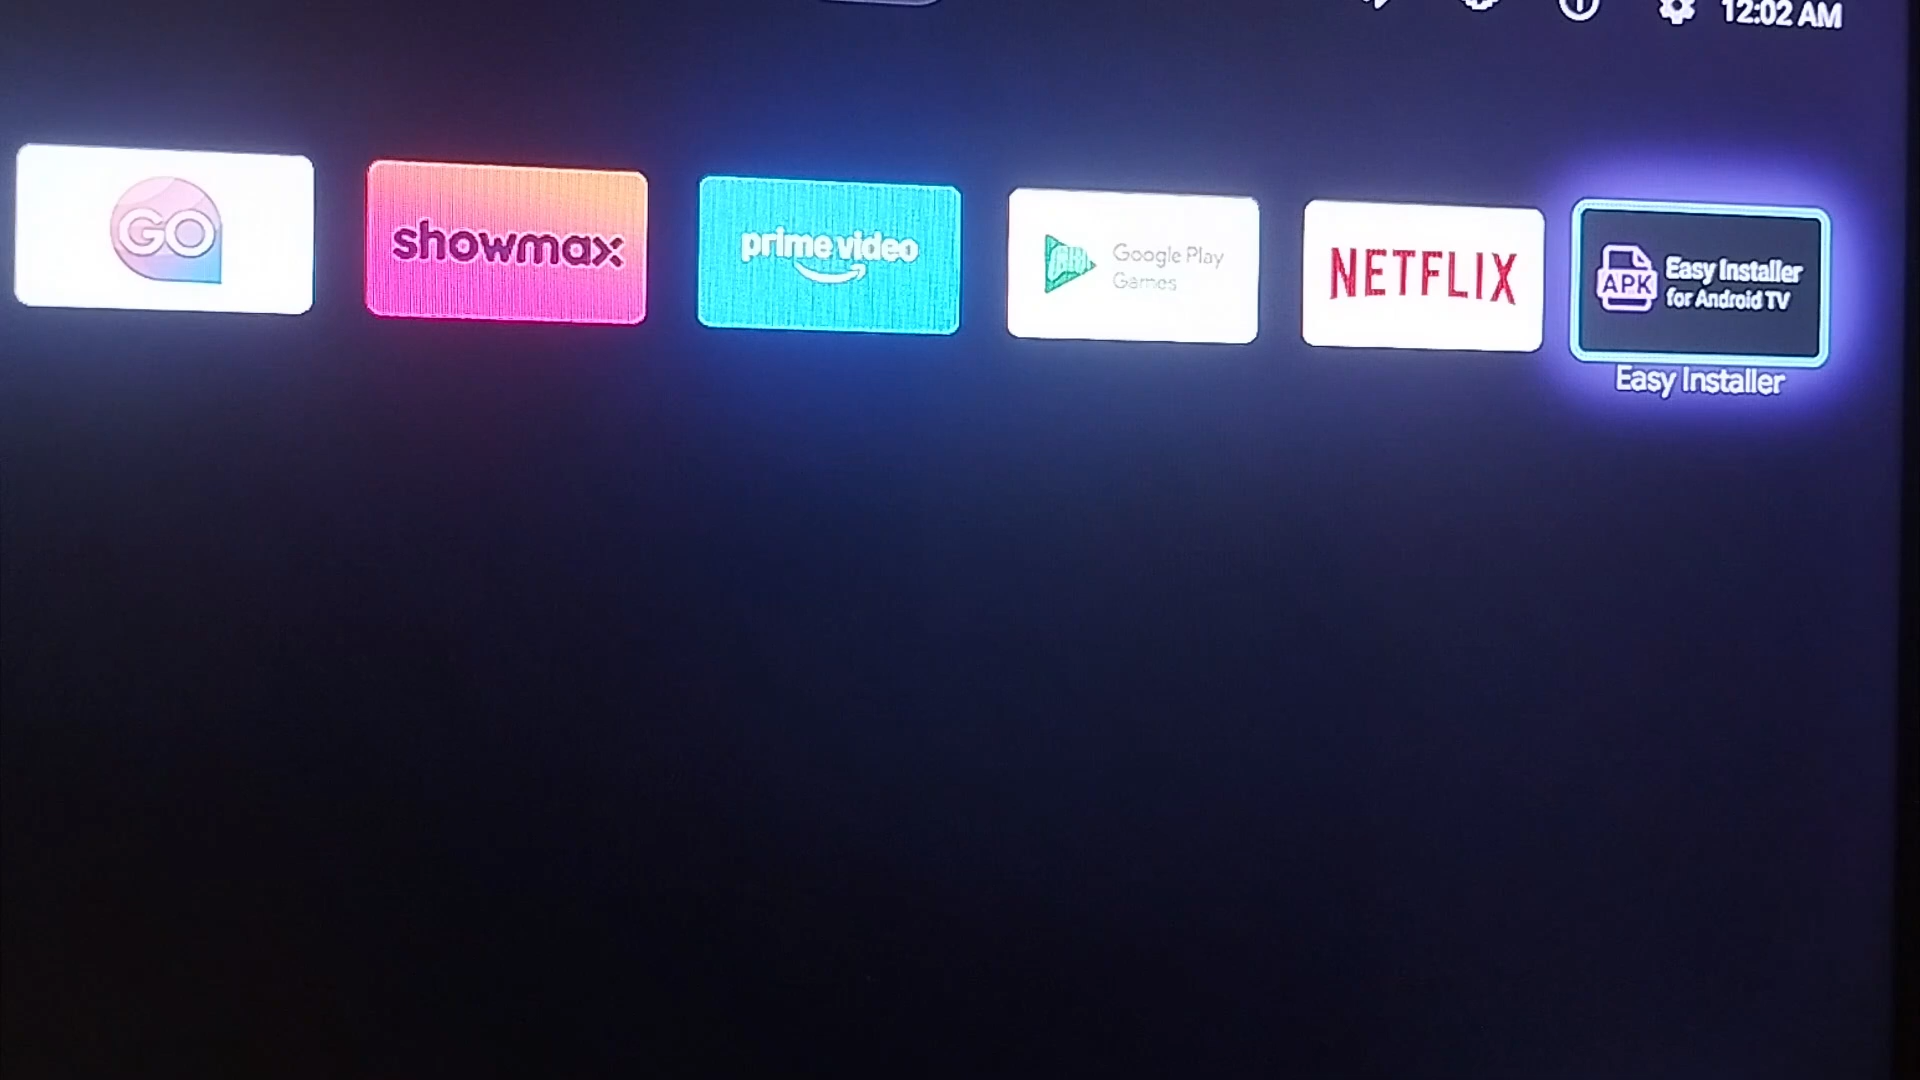 12:02 AM
GO
showmax
prime video
Google Play
Games
NETFLIX
APK
Easy Installer
for Android TV
Easy Installer